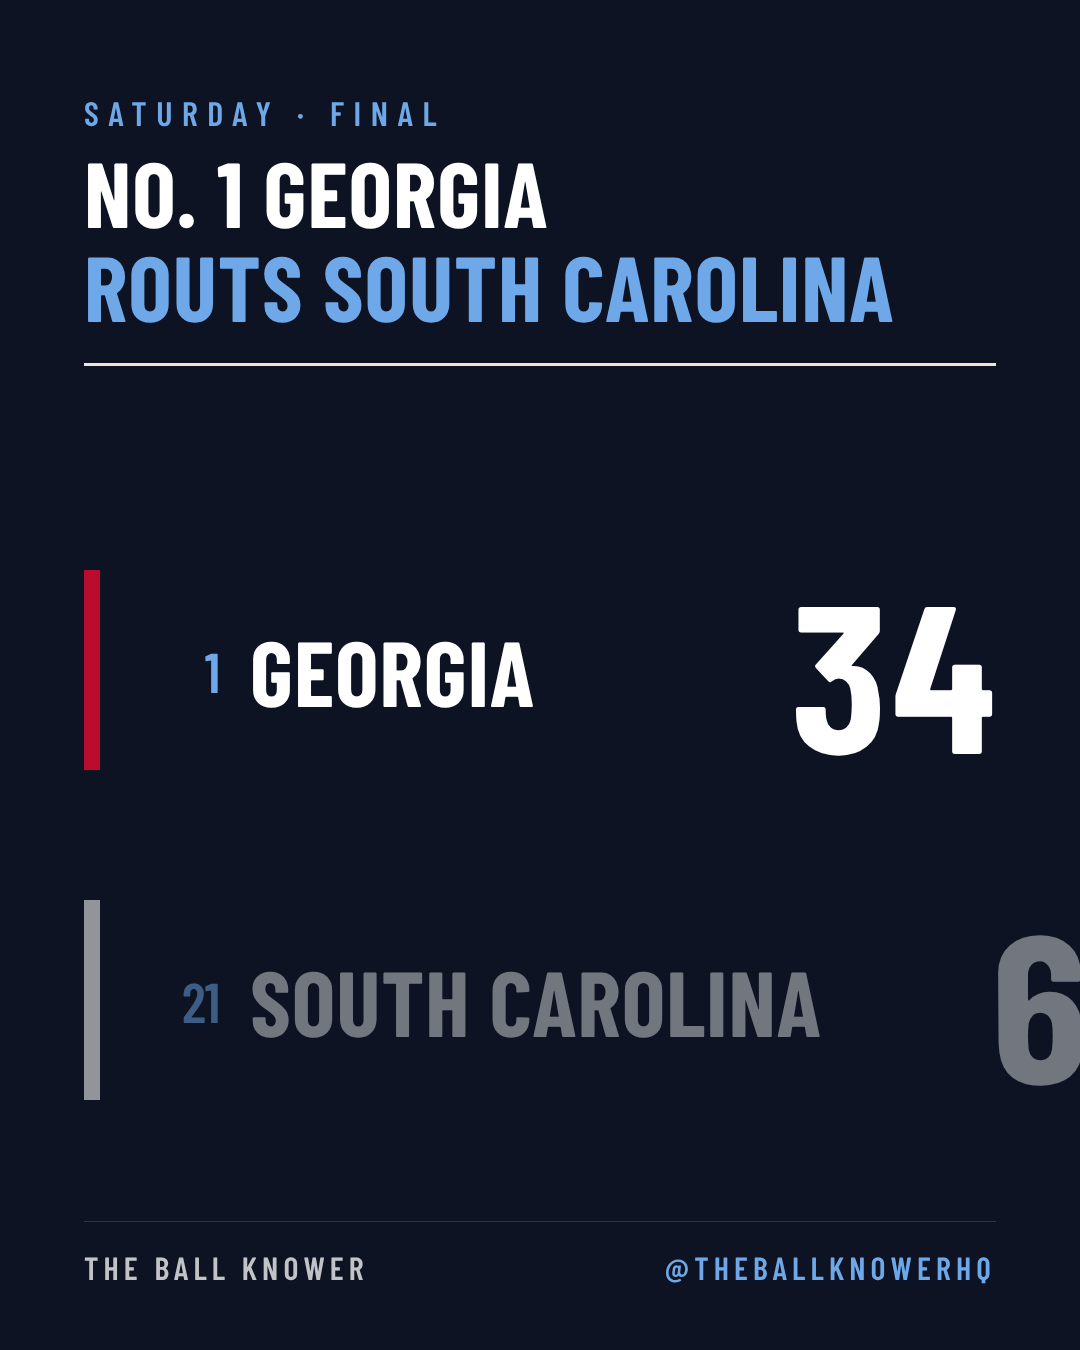 SATURDAY · FINAL
NO. 1 GEORGIA
ROUTS SOUTH CAROLINA
1 GEORGIA 34
21 SOUTH CAROLINA 6
THE BALL KNOWER
@THEBALLKNOWERHQ